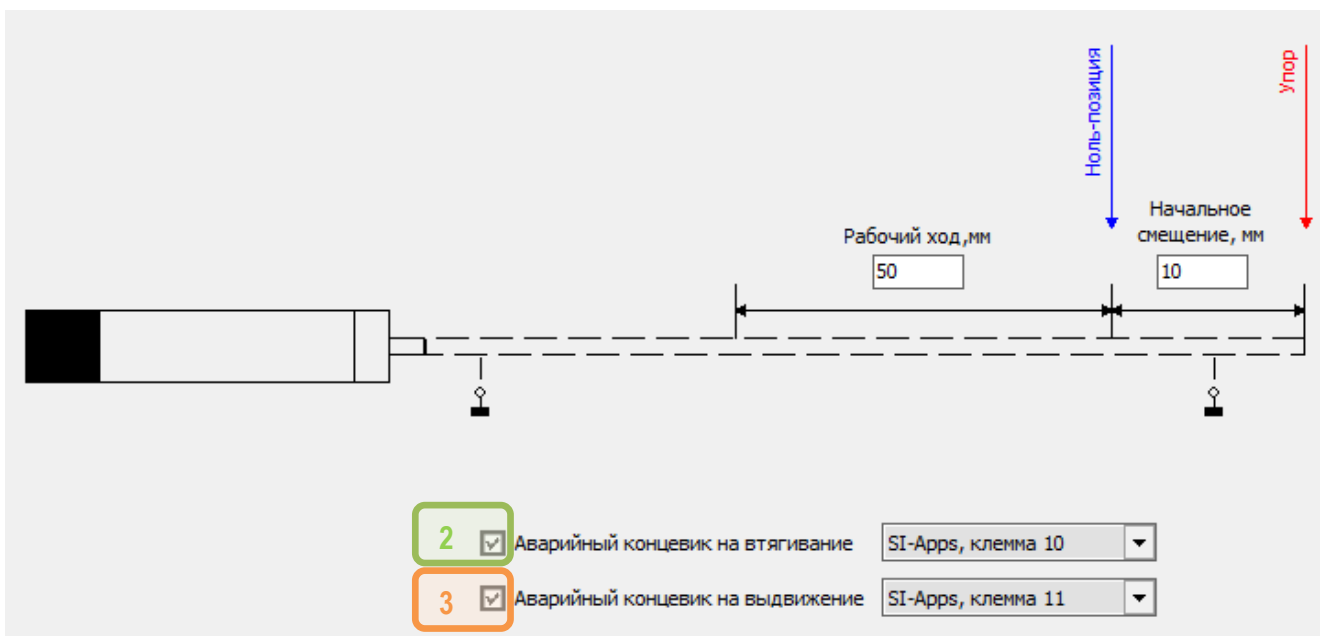 Ноль-позиция
Упор
Начальное
смещение, мм
Рабочий ход,мм
50
10
2
Аварийный концевик на втягивание
SI-Apps, клемма 10
3
Аварийный концевик на выдвижение
SI-Apps, клемма 11